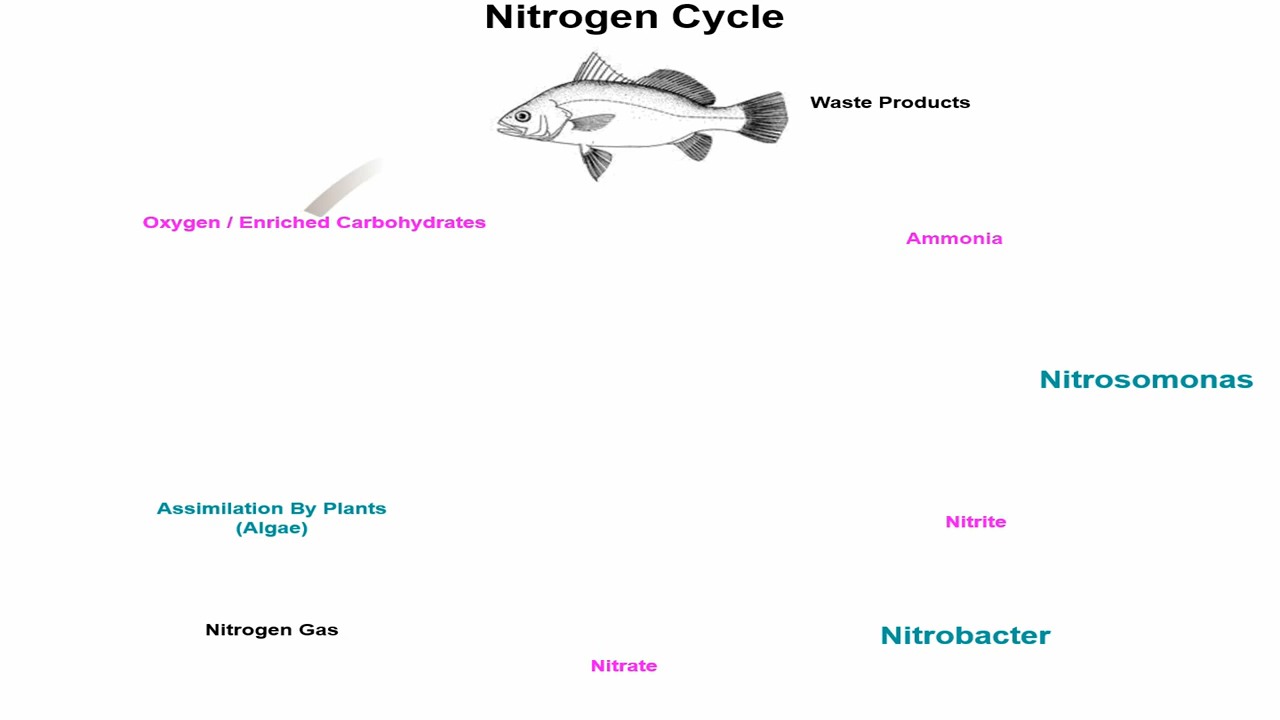 Nitrogen Cycle
Waste Products
Oxygen / Enriched Carbohydrates
Ammonia
Nitrosomonas
Assimilation By Plants
(Algae)
Nitrite
Nitrogen Gas
Nitrobacter
Nitrate